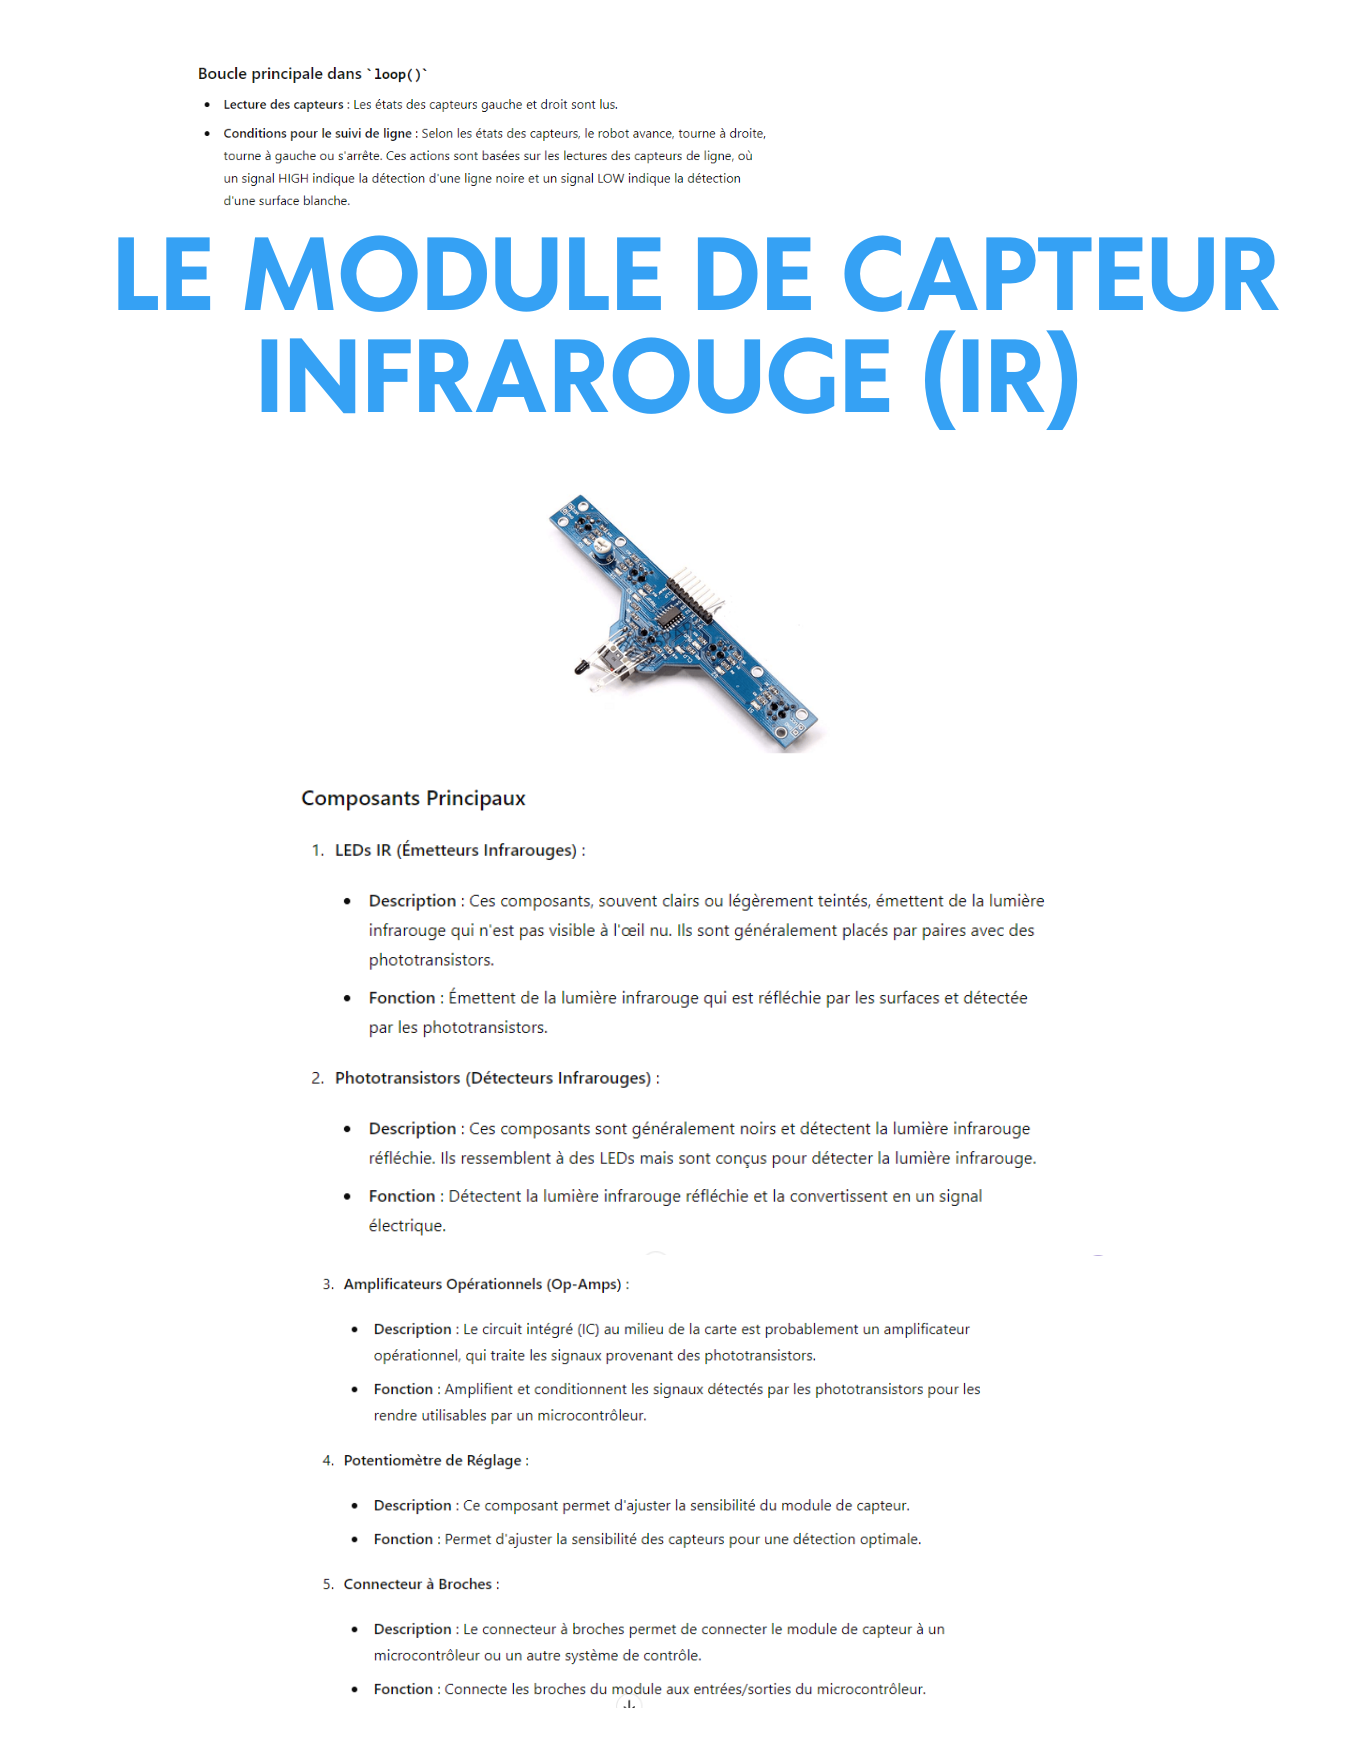 Boucle principale dans `loop()`
• Lecture des capteurs : Les états des capteurs gauche et droit sont lus.
• Conditions pour le suivi de ligne : Selon les états des capteurs, le robot avance, tourne à droite,
tourne à gauche ou s'arrête. Ces actions sont basées sur les lectures des capteurs de ligne, où
un signal HIGH indique la détection d'une ligne noire et un signal LOW indique la détection
d'une surface blanche.
LE MODULE DE CAPTEUR
INFRAROUGE (IR)
Composants Principaux
1. LEDs IR (Émetteurs Infrarouges) :
• Description : Ces composants, souvent clairs ou légèrement teintés, émettent de la lumière
infrarouge qui n'est pas visible à l'œil nu. Ils sont généralement placés par paires avec des
phototransistors.
• Fonction : Émettent de la lumière infrarouge qui est réfléchie par les surfaces et détectée
par les phototransistors.
2. Phototransistors (Détecteurs Infrarouges) :
• Description : Ces composants sont généralement noirs et détectent la lumière infrarouge
réfléchie. Ils ressemblent à des LEDs mais sont conçus pour détecter la lumière infrarouge.
• Fonction : Détectent la lumière infrarouge réfléchie et la convertissent en un signal
électrique.
3. Amplificateurs Opérationnels (Op-Amps) :
• Description : Le circuit intégré (IC) au milieu de la carte est probablement un amplificateur
opérationnel, qui traite les signaux provenant des phototransistors.
• Fonction : Amplifient et conditionnent les signaux détectés par les phototransistors pour les
rendre utilisables par un microcontrôleur.
4. Potentiomètre de Réglage :
• Description : Ce composant permet d'ajuster la sensibilité du module de capteur.
• Fonction : Permet d'ajuster la sensibilité des capteurs pour une détection optimale.
5. Connecteur à Broches :
• Description : Le connecteur à broches permet de connecter le module de capteur à un
microcontrôleur ou un autre système de contrôle.
• Fonction : Connecte les broches du module aux entrées/sorties du microcontrôleur.